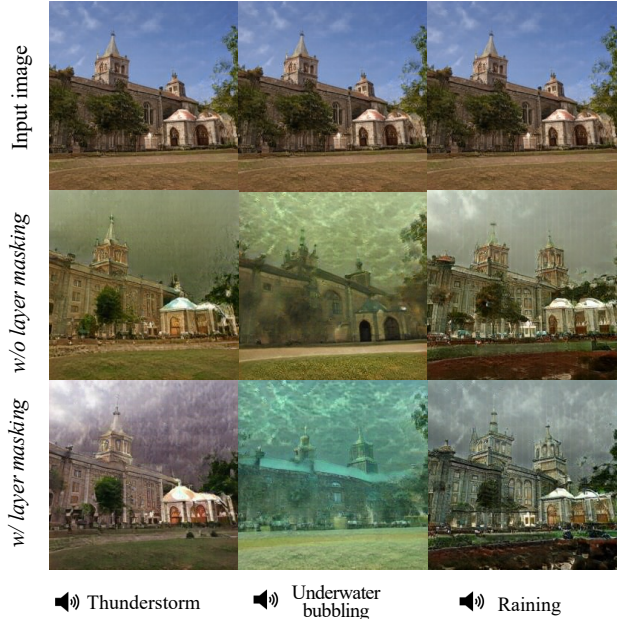 Input image
w/o layer masking
w/ layer masking
Thunderstorm
Underwater
bubbling
Raining